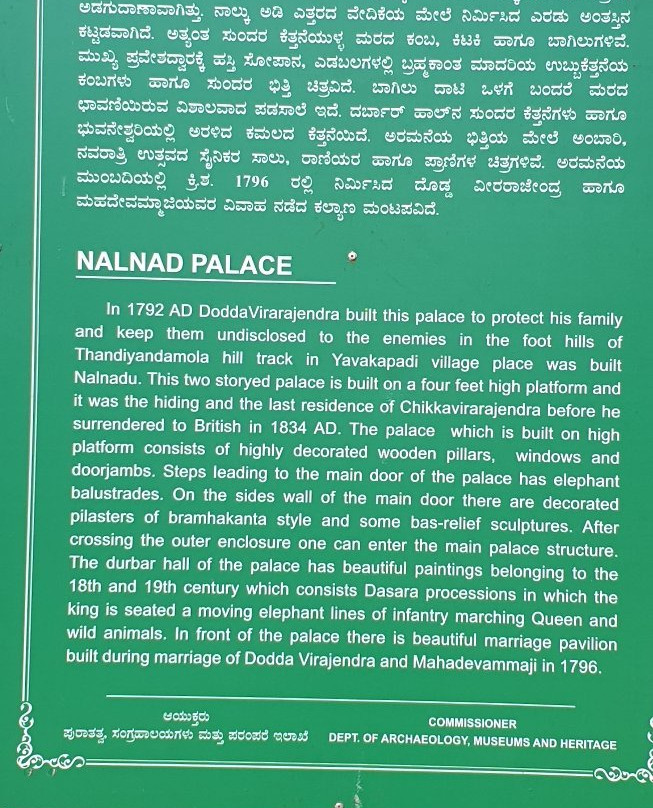 ಅಡಗುದಾಣವಾಗಿತ್ತು. ನಾಲ್ಕು ಅಡಿ ಎತ್ತರದ ವೇದಿಕೆಯ ಮೇಲೆ ನಿರ್ಮಿಸಿದ ಎರಡು ಅಂತಸ್ತಿನ
ಕಟ್ಟಡವಾಗಿದೆ. ಅತ್ಯಂತ ಸುಂದರ ಕೆತ್ತನೆಯುಳ್ಳ ಮರದ ಕಂಬ, ಕಿಟಕಿ ಹಾಗೂ ಬಾಗಿಲುಗಳಿವೆ.
ಮುಖ್ಯ ಪ್ರವೇಶದ್ವಾರಕ್ಕೆ ಹಸ್ತಿ ಸೋಪಾನ, ಎಡಬಲಗಳಲ್ಲಿ ಬ್ರಹ್ಮಕಾಂತ ಮಾದರಿಯ ಉಬ್ಬುಕೆತ್ತನೆಯ
ಕಂಬಗಳು ಹಾಗೂ ಸುಂದರ ಭಿತ್ತಿ ಚಿತ್ರವಿದೆ. ಬಾಗಿಲು ದಾಟಿ ಒಳಗೆ ಬಂದರೆ ಮರದ
ಛಾವಣಿಯಿರುವ ವಿಶಾಲವಾದ ಪಡಸಾಲೆ ಇದೆ. ದರ್ಬಾರ್ ಹಾಲ್‌ನ ಸುಂದರ ಕೆತ್ತನೆಗಳು ಹಾಗೂ
ಭುವನೇಶ್ವರಿಯಲ್ಲಿ ಅರಳಿದ ಕಮಲದ ಕೆತ್ತನೆಯಿದೆ. ಅರಮನೆಯ ಭಿತ್ತಿಯ ಮೇಲೆ ಅಂಬಾರಿ,
ನವರಾತ್ರಿ ಉತ್ಸವದ ಸೈನಿಕರ ಸಾಲು, ರಾಣಿಯರ ಹಾಗೂ ಪ್ರಾಣಿಗಳ ಚಿತ್ರಗಳಿವೆ. ಅರಮನೆಯ
ಮುಂಬದಿಯಲ್ಲಿ ಕ್ರಿ.ಶ. 1796 ರಲ್ಲಿ ನಿರ್ಮಿಸಿದ ದೊಡ್ಡ ವೀರರಾಜೇಂದ್ರ ಹಾಗೂ
ಮಹದೇವಮ್ಮಾಜಿಯವರ ವಿವಾಹ ನಡೆದ ಕಲ್ಯಾಣ ಮಂಟಪವಿದೆ.
NALNAD PALACE
In 1792 AD DoddaVirarajendra built this palace to protect his family
and keep them undisclosed to the enemies in the foot hills of
Thandiyandamola hill track in Yavakapadi village place was built
Nalnadu. This two storyed palace is built on a four feet high platform and
it was the hiding and the last residence of Chikkavirarajendra before he
surrendered to British in 1834 AD. The palace which is built on high
platform consists of highly decorated wooden pillars, windows and
doorjambs. Steps leading to the main door of the palace has elephant
balustrades. On the sides wall of the main door there are decorated
pilasters of bramhakanta style and some bas-relief sculptures. After
crossing the outer enclosure one can enter the main palace structure.
The durbar hall of the palace has beautiful paintings belonging to the
18th and 19th century which consists Dasara processions in which the
king is seated a moving elephant lines of infantry marching Queen and
wild animals. In front of the palace there is beautiful marriage pavilion
built during marriage of Dodda Virajendra and Mahadevammaji in 1796.
ಆಯುಕ್ತರು
ಪುರಾತತ್ವ, ಸಂಗ್ರಹಾಲಯಗಳು ಮತ್ತು ಪರಂಪರೆ ಇಲಾಖೆ
COMMISSIONER
DEPT. OF ARCHAEOLOGY, MUSEUMS AND HERITAGE